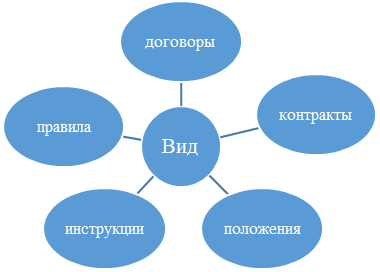 договоры
контракты
правила
Вид
инструкции
положения